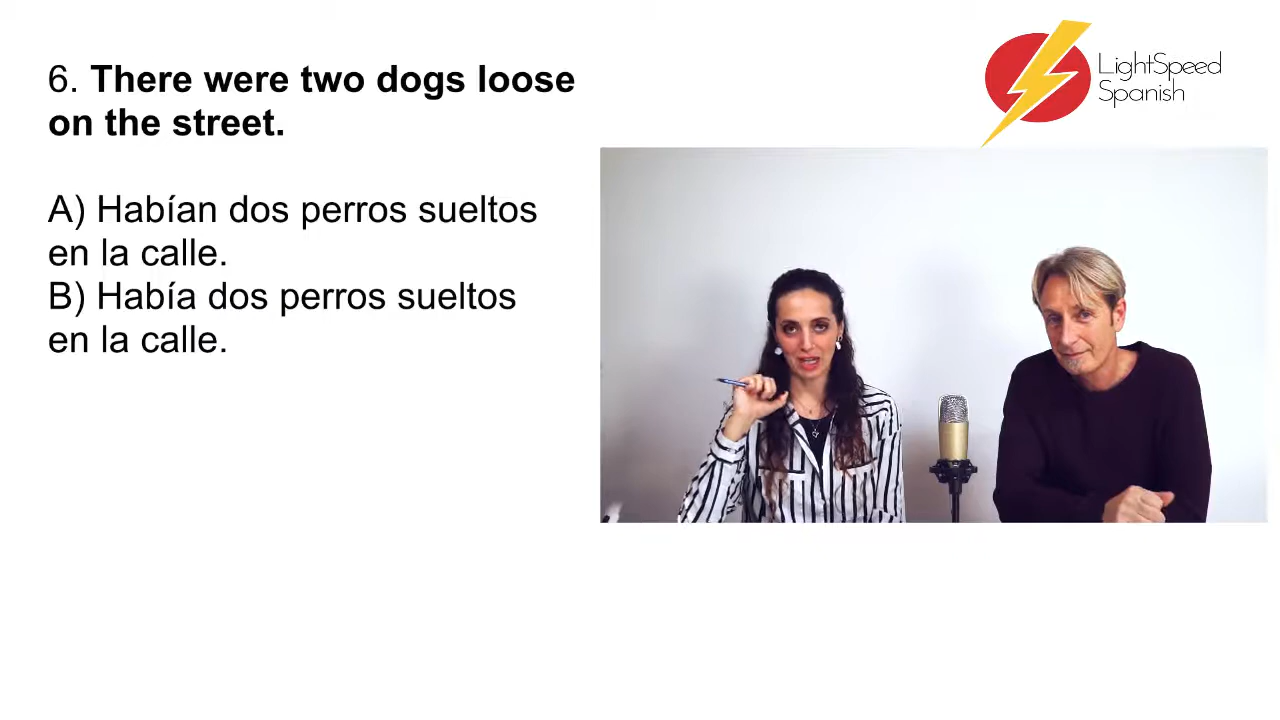 6. There were two dogs loose
on the street.
A) Habían dos perros sueltos
en la calle.
B) Había dos perros sueltos
en la calle.
LightSpeed
Spanish